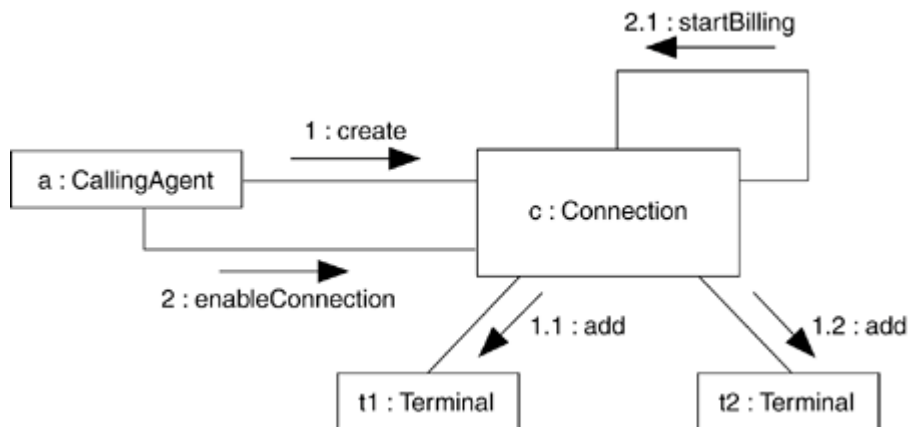 2.1 : startBilling
1 : create
a : CallingAgent
c : Connection
2 : enableConnection
1.1 : add
1.2 : add
t1 : Terminal
t2 : Terminal